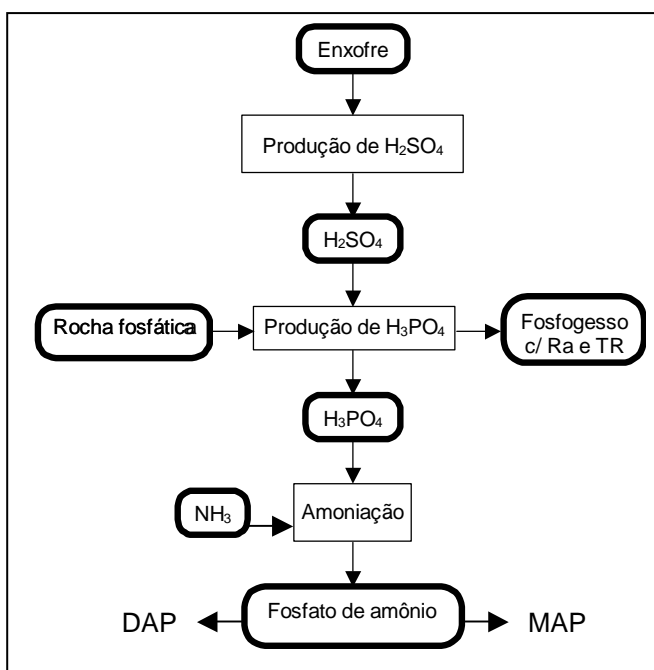 Enxofre
Produção de H₂SO₄
H₂SO₄
Rocha fosfática
Produção de H₃PO₄
Fosfogesso
c/ Ra e TR
H₃PO₄
NH₃
Amoniação
DAP
Fosfato de amônio
MAP